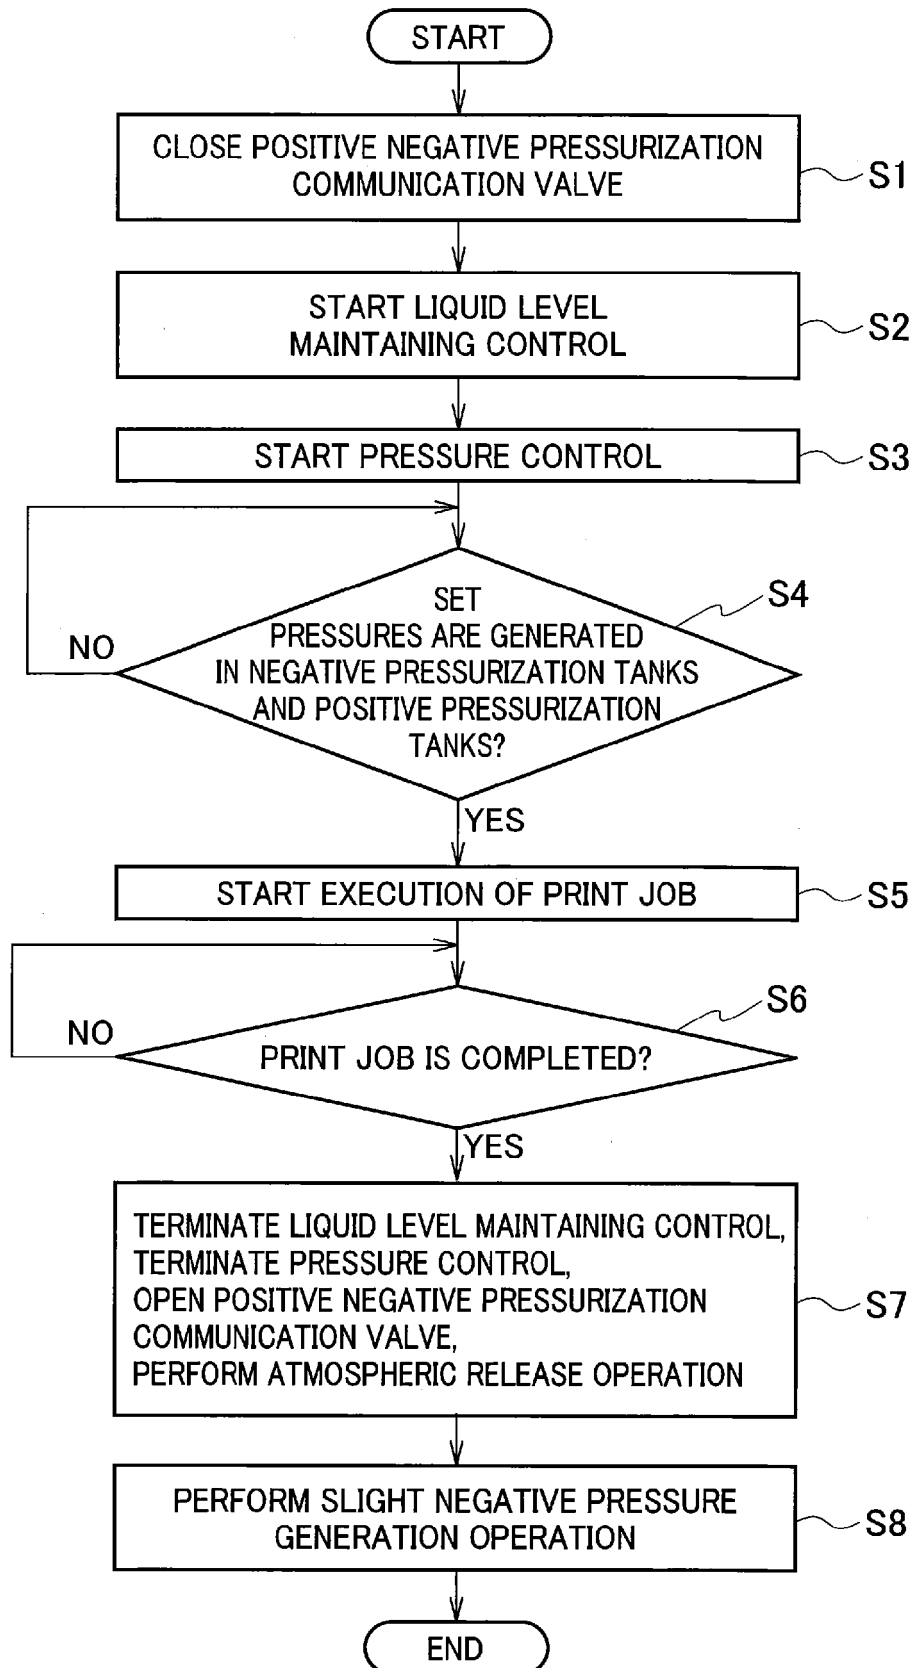 START
CLOSE POSITIVE NEGATIVE PRESSURIZATION
COMMUNICATION VALVE
S1
START LIQUID LEVEL
MAINTAINING CONTROL
S2
START PRESSURE CONTROL
S3
SET
PRESSURES ARE GENERATED
IN NEGATIVE PRESSURIZATION TANKS
AND POSITIVE PRESSURIZATION
TANKS?
S4
NO
YES
START EXECUTION OF PRINT JOB
S5
PRINT JOB IS COMPLETED?
S6
NO
YES
TERMINATE LIQUID LEVEL MAINTAINING CONTROL,
TERMINATE PRESSURE CONTROL,
OPEN POSITIVE NEGATIVE PRESSURIZATION
COMMUNICATION VALVE,
PERFORM ATMOSPHERIC RELEASE OPERATION
S7
PERFORM SLIGHT NEGATIVE PRESSURE
GENERATION OPERATION
S8
END